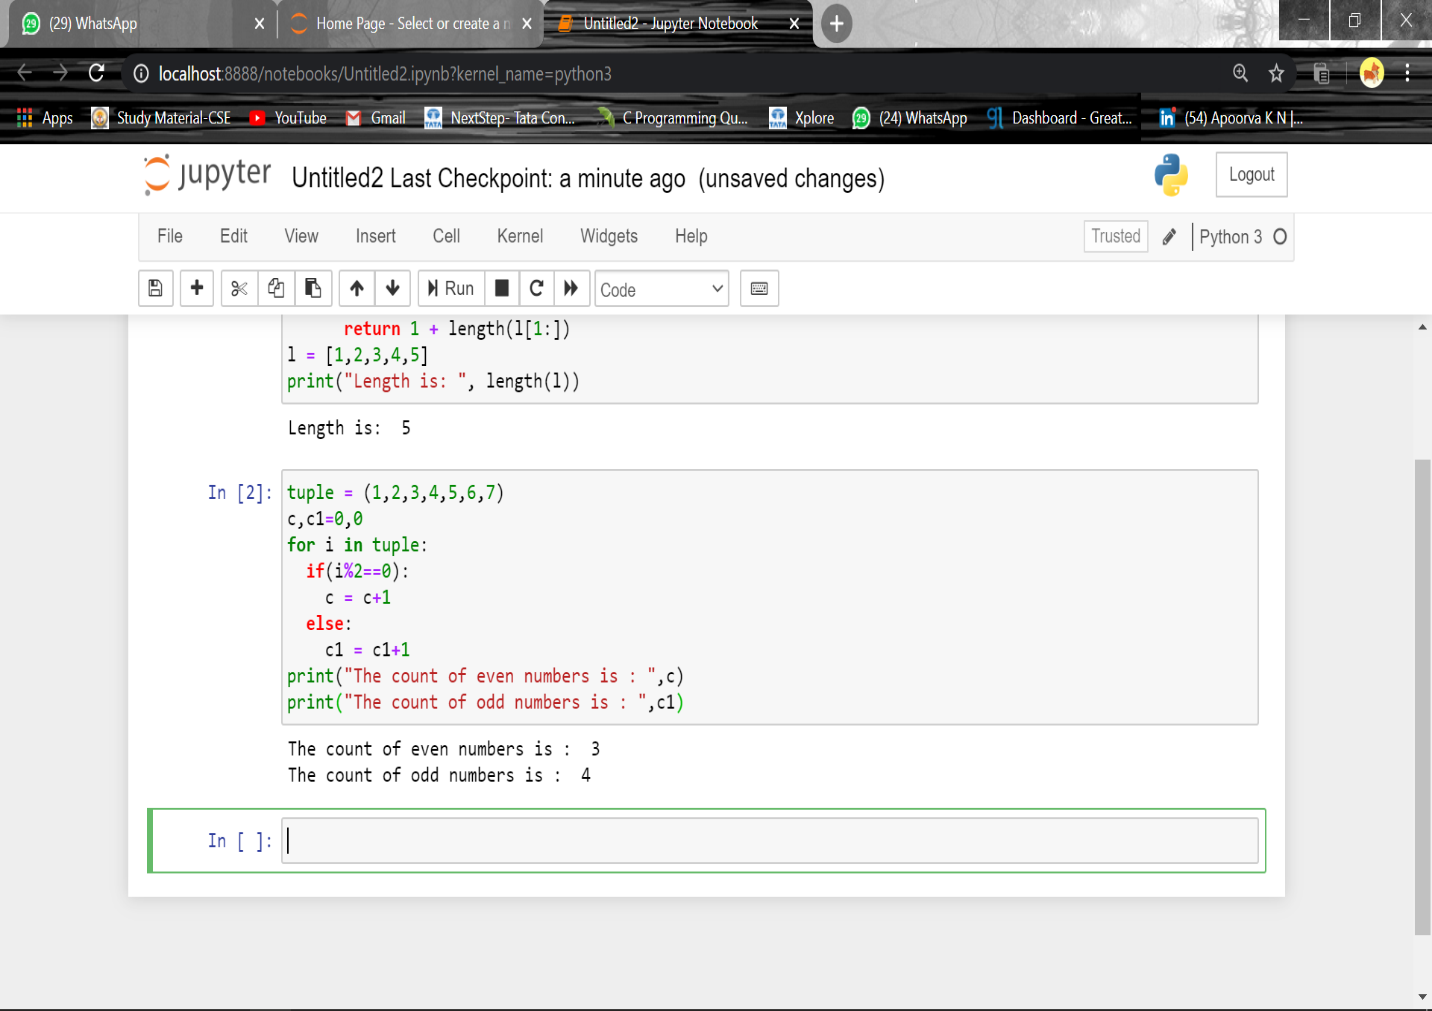 29 (29) WhatsApp
Home Page - Select or create a n
Untitled2 - Jupyter Notebook
localhost:8888/notebooks/Untitled2.ipynb?kernel_name=python3
Apps Study Material-CSE YouTube Gmail NextStep- Tata Con... C Programming Qu... Xplore 29 (24) WhatsApp Dashboard - Great... (54) Apoorva K N |...
jupyter Untitled2 Last Checkpoint: a minute ago (unsaved changes) Logout
File Edit View Insert Cell Kernel Widgets Help Trusted Python 3
Run Code
return 1 + length(l[1:])
l = [1,2,3,4,5]
print("Length is: ", length(l))
Length is:  5
In [2]: tuple = (1,2,3,4,5,6,7)
c,c1=0,0
for i in tuple:
  if(i%2==0):
    c = c+1
  else:
    c1 = c1+1
print("The count of even numbers is : ",c)
print("The count of odd numbers is : ",c1)
The count of even numbers is :  3
The count of odd numbers is :  4
In [ ]: